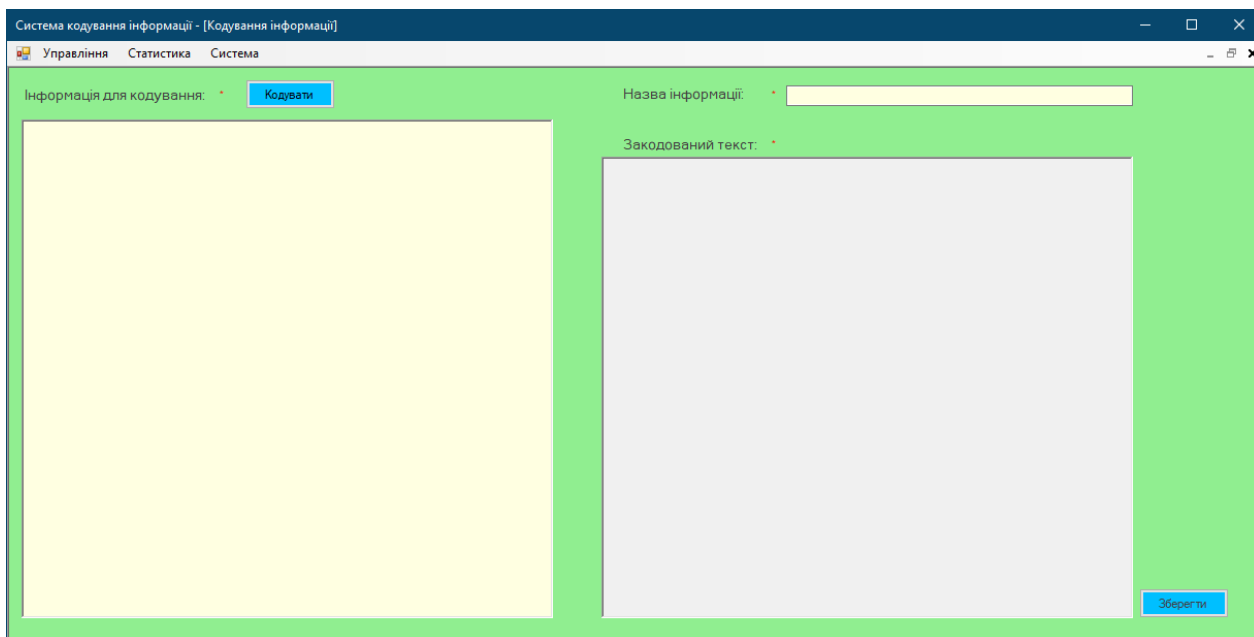 Система кодування інформації - [Кодування інформації]
Управління Статистика Система
Інформація для кодування: * Кодувати
Назва інформації: *
Закодований текст: *
Зберегти